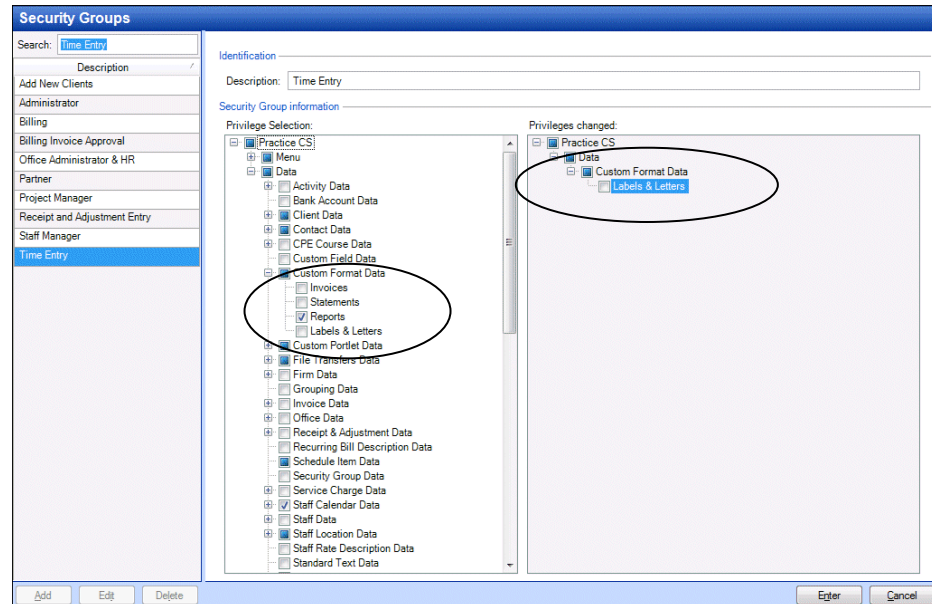 Security Groups
Search: Time Entry
Description
Add New Clients
Administrator
Billing
Billing Invoice Approval
Office Administrator & HR
Partner
Project Manager
Receipt and Adjustment Entry
Staff Manager
Time Entry
Identification
Description: Time Entry
Security Group information
Privilege Selection:
Practice CS
Menu
Data
Activity Data
Bank Account Data
Client Data
Contact Data
CPE Course Data
Custom Field Data
Custom Format Data
Invoices
Statements
Reports
Labels & Letters
Custom Portlet Data
File Transfers Data
Firm Data
Grouping Data
Invoice Data
Office Data
Receipt & Adjustment Data
Recurring Bill Description Data
Schedule Item Data
Security Group Data
Service Charge Data
Staff Calendar Data
Staff Data
Staff Location Data
Staff Rate Description Data
Standard Text Data
Privileges changed:
Practice CS
Data
Custom Format Data
Labels & Letters
Add Edit Delete Enter Cancel